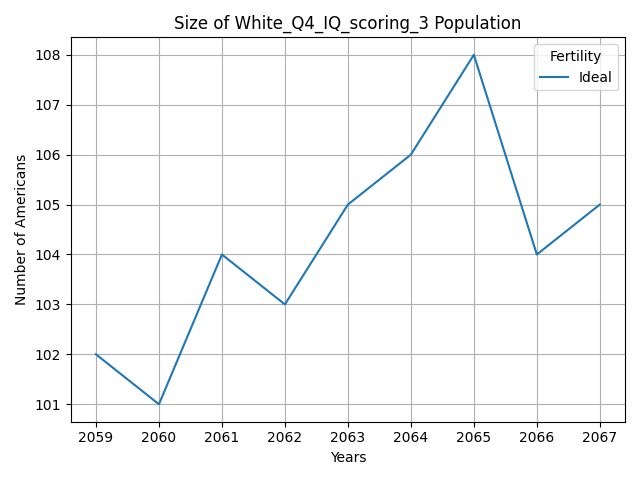 Size of White_Q4_IQ_scoring_3 Population
Fertility
Ideal
Number of Americans
108
107
106
105
104
103
102
101
2059 2060 2061 2062 2063 2064 2065 2066 2067
Years